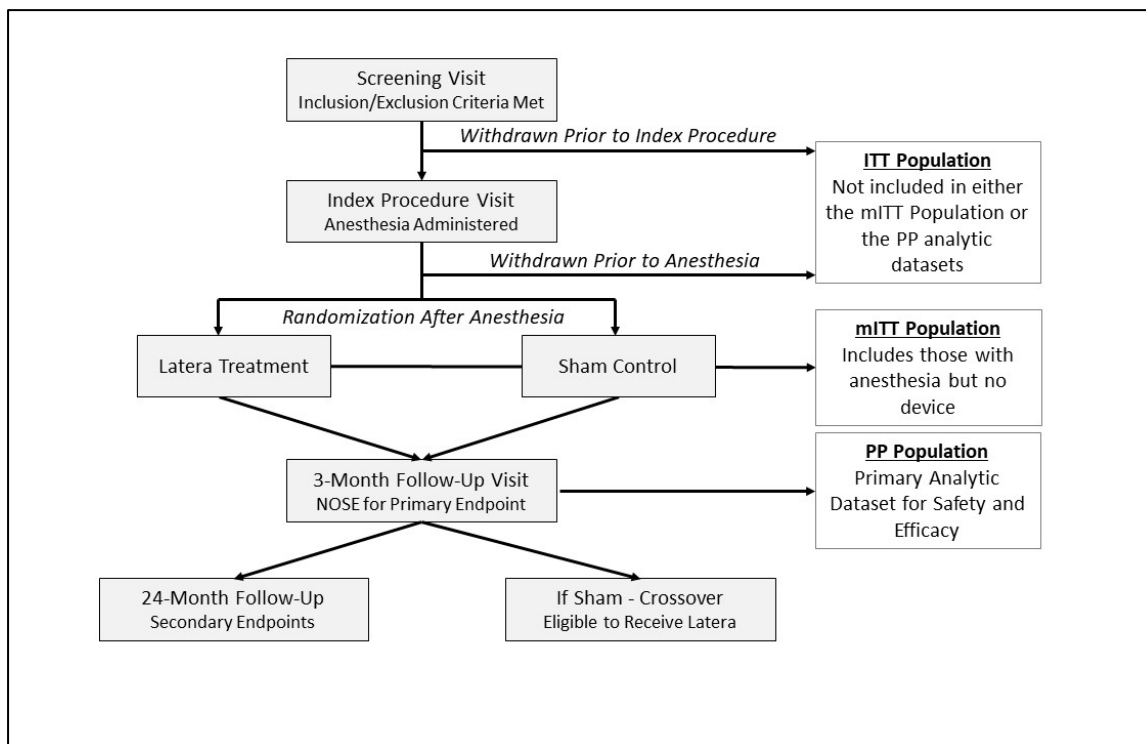 Screening Visit
Inclusion/Exclusion Criteria Met
Withdrawn Prior to Index Procedure
ITT Population
Not included in either
the mITT Population or
the PP analytic
datasets
Index Procedure Visit
Anesthesia Administered
Withdrawn Prior to Anesthesia
Randomization After Anesthesia
Latera Treatment
Sham Control
mITT Population
Includes those with
anesthesia but no
device
3-Month Follow-Up Visit
NOSE for Primary Endpoint
PP Population
Primary Analytic
Dataset for Safety and
Efficacy
24-Month Follow-Up
Secondary Endpoints
If Sham - Crossover
Eligible to Receive Latera